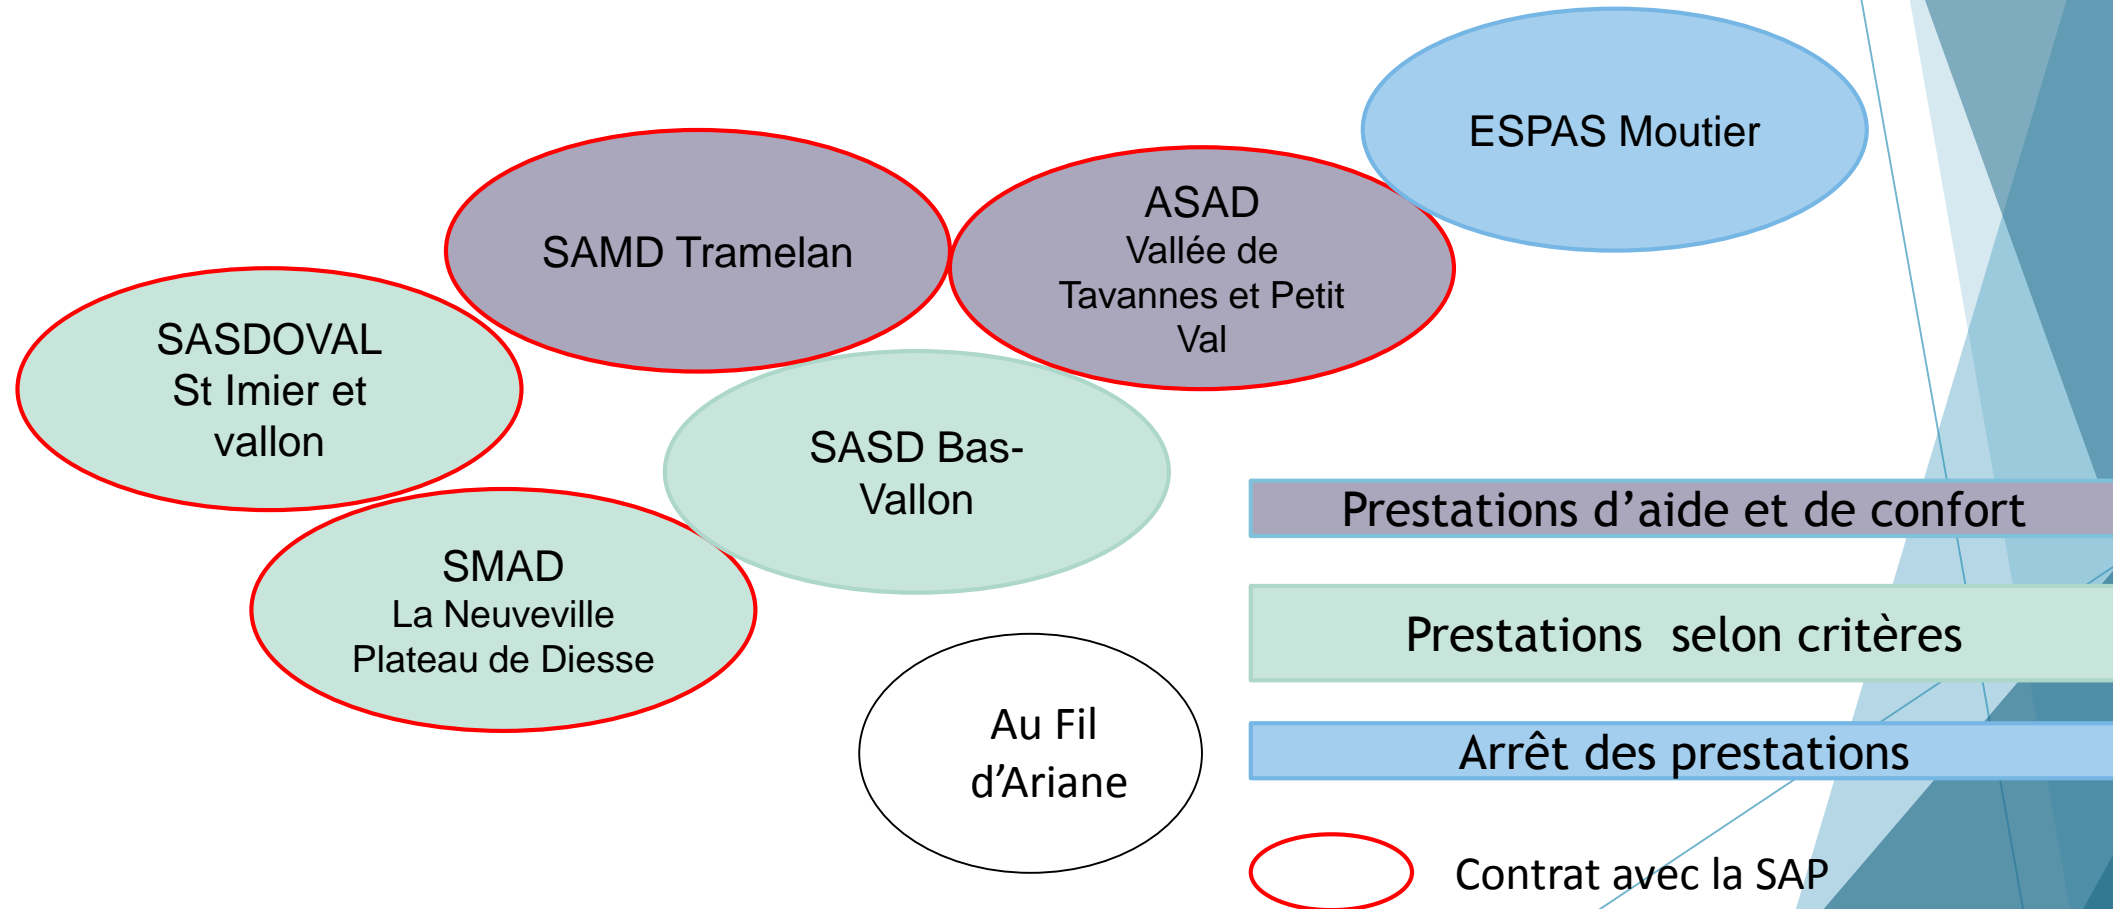 ESPAS Moutier
SAMD Tramelan
ASAD
Vallée de
Tavannes et Petit
Val
SASDOVAL
St Imier et
vallon
SASD Bas-
Vallon
SMAD
La Neuveville
Plateau de Diesse
Au Fil
d’Ariane
Prestations d’aide et de confort
Prestations  selon critères
Arrêt des prestations
Contrat avec la SAP